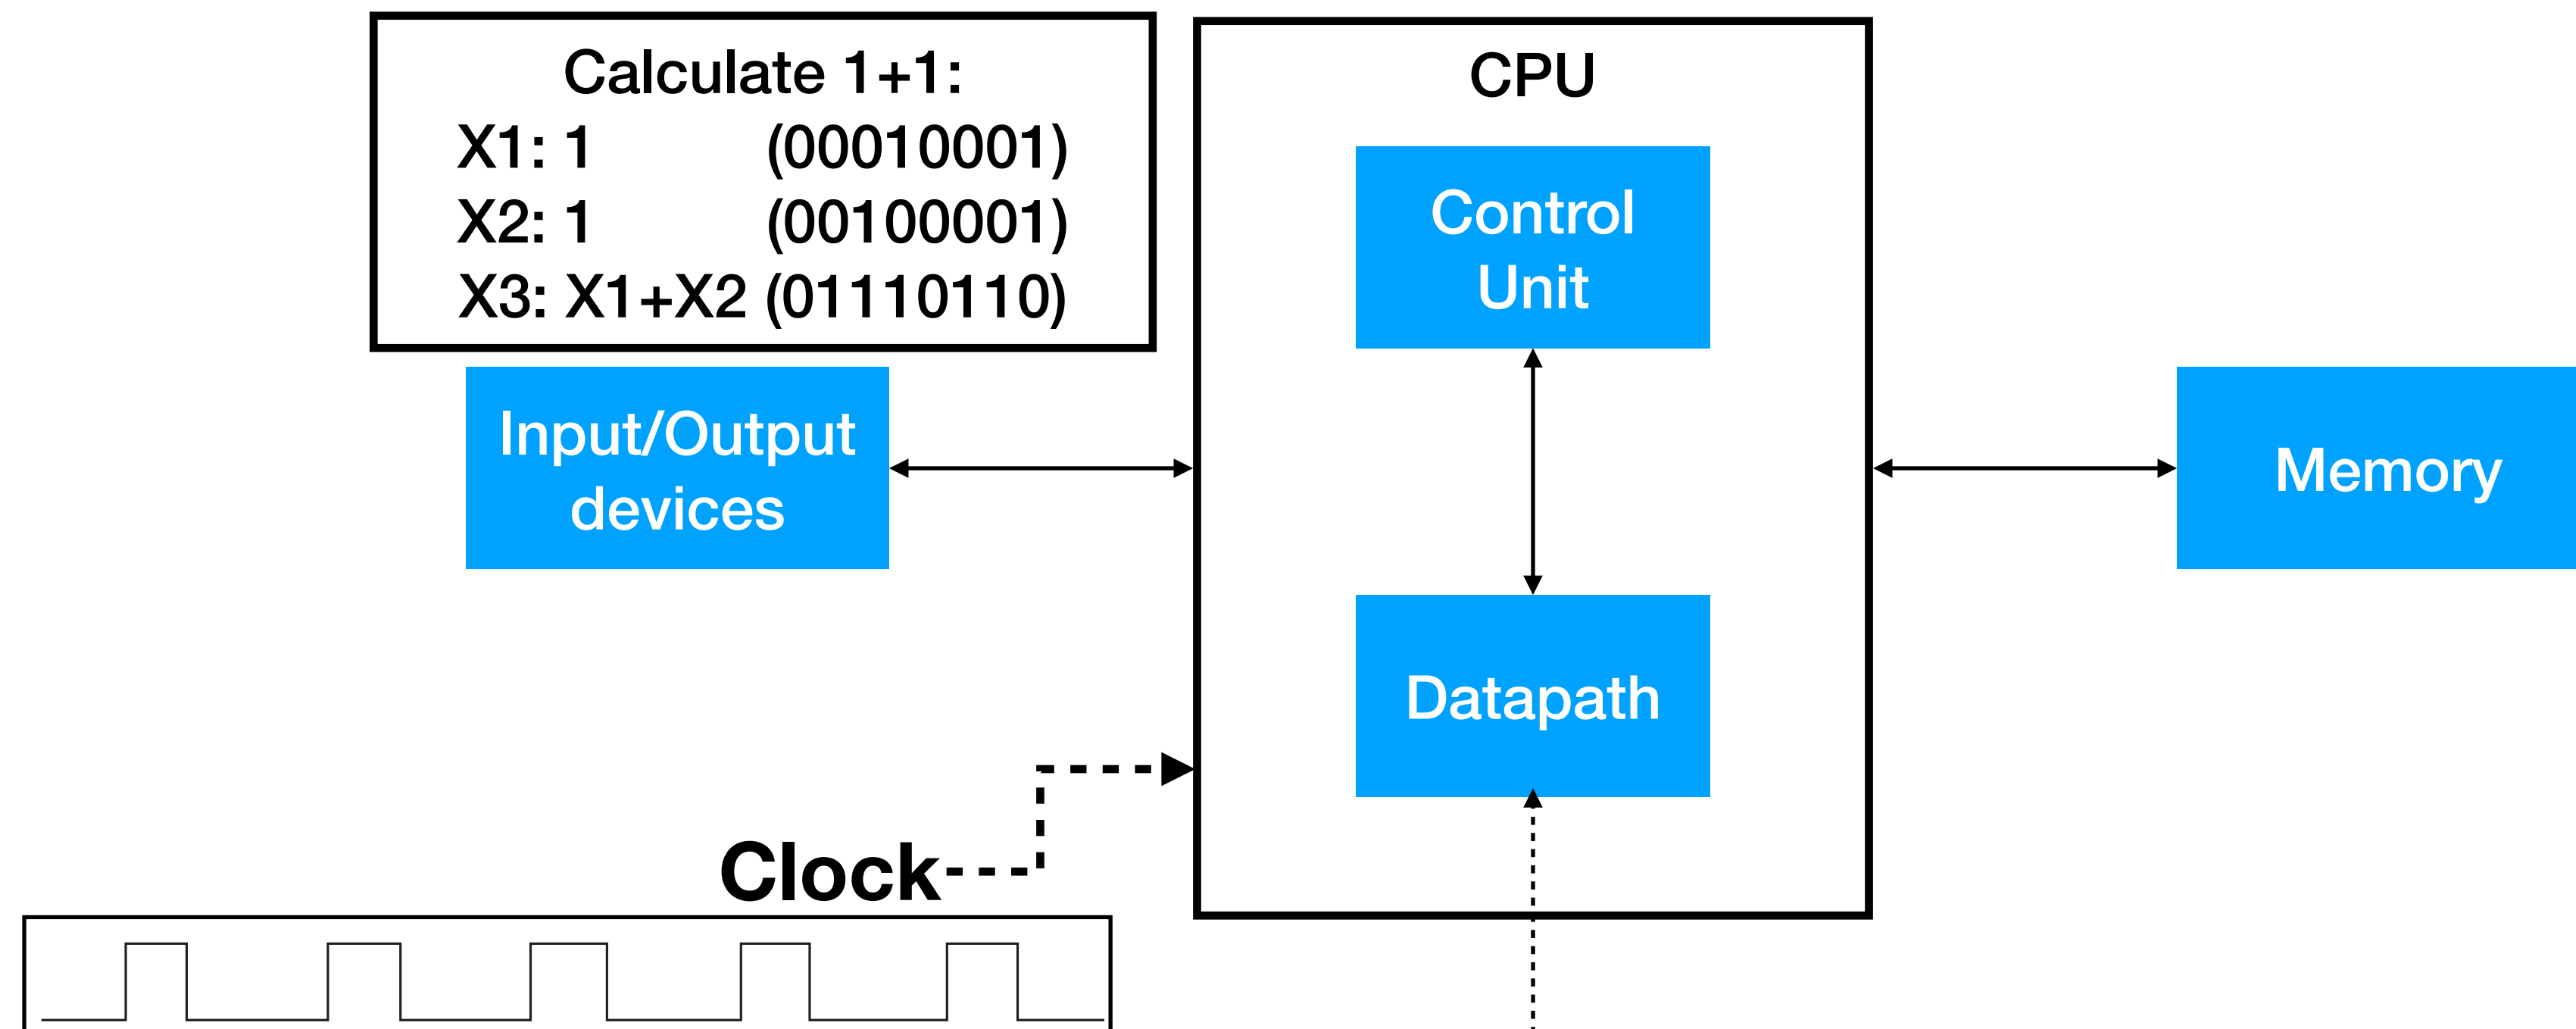 Calculate 1+1:
X1: 1 (00010001)
X2: 1 (00100001)
X3: X1+X2 (01110110)
Input/Output
devices
CPU
Control
Unit
Datapath
Memory
Clock